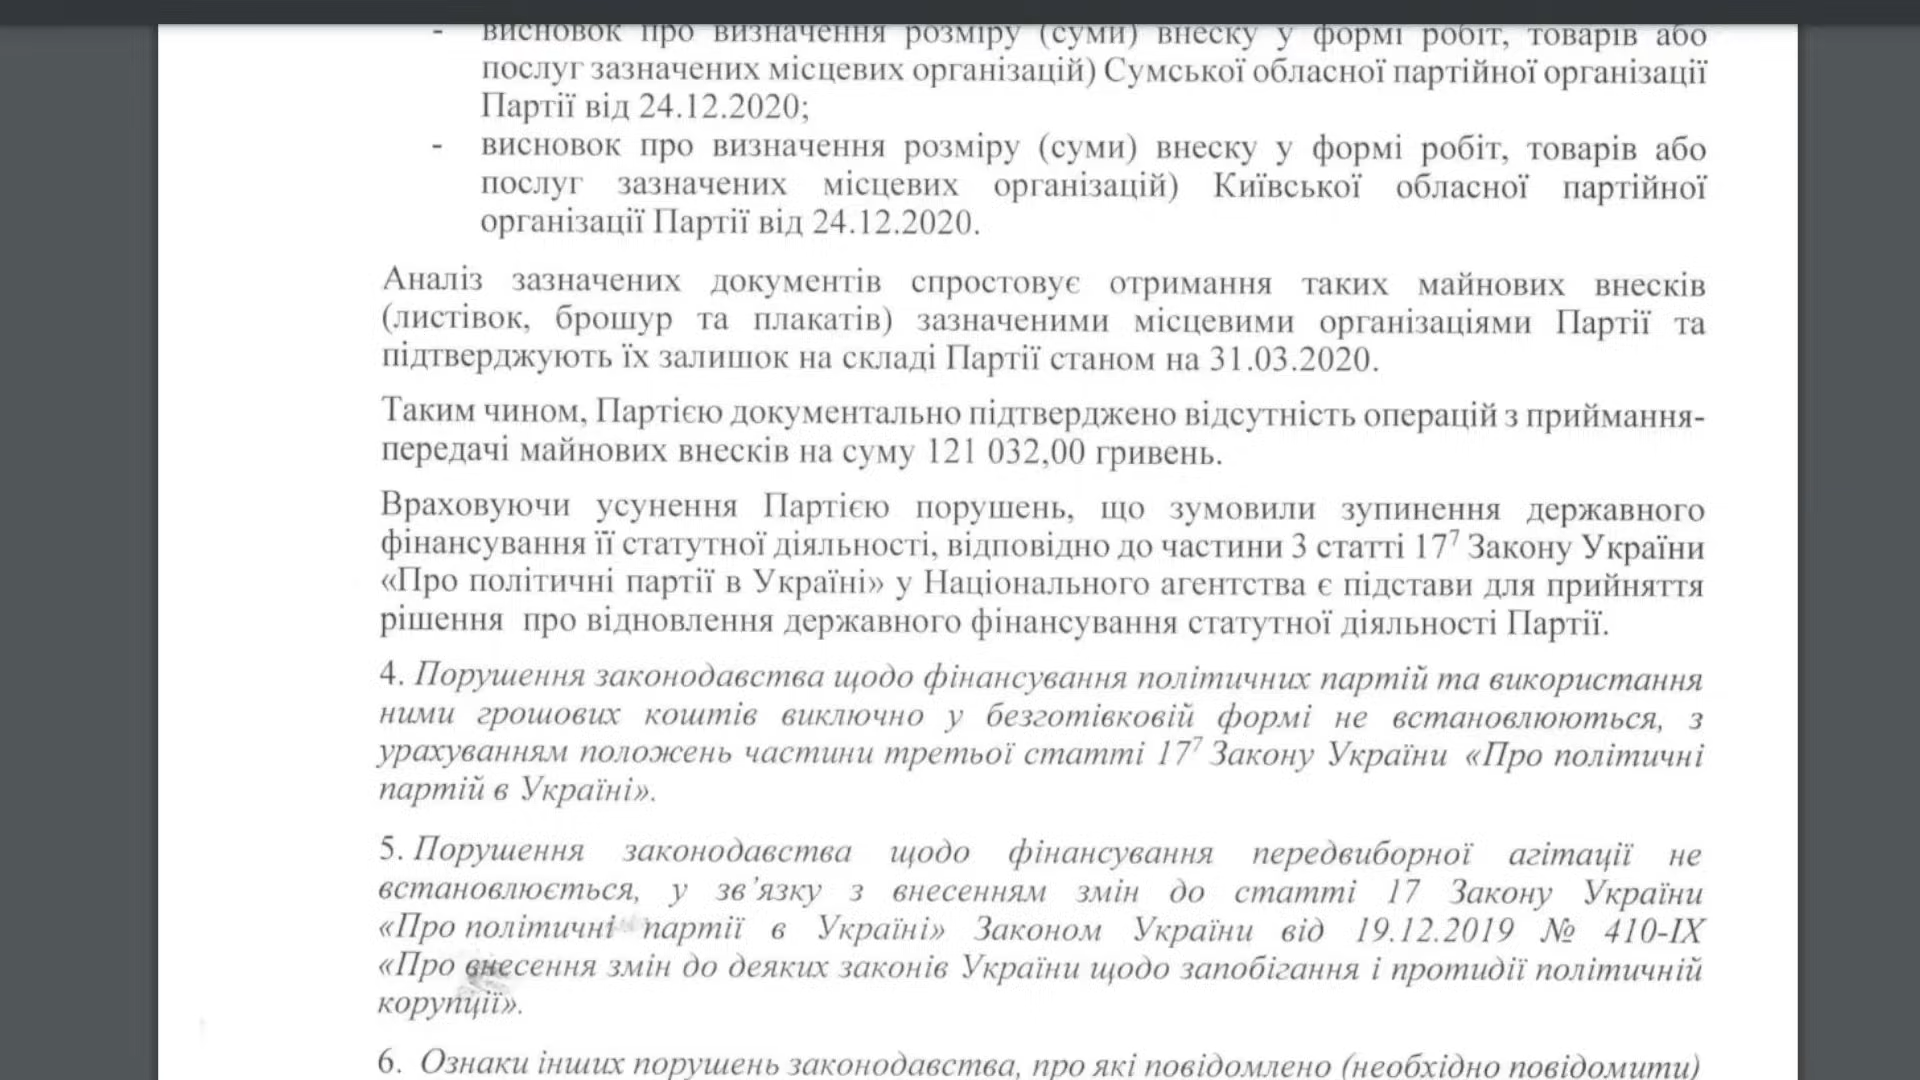 - висновок про визначення розміру (суми) внеску у формі робіт, товарів або
послуг зазначених місцевих організацій) Сумської обласної партійної організації
Партії від 24.12.2020;
- висновок про визначення розміру (суми) внеску у формі робіт, товарів або
послуг зазначених місцевих організацій) Київської обласної партійної
організації Партії від 24.12.2020.
Аналіз зазначених документів спростовує отримання таких майнових внесків
(листівок, брошур та плакатів) зазначеними місцевими організаціями Партії та
підтверджують їх залишок на складі Партії станом на 31.03.2020.
Таким чином, Партією документально підтверджено відсутність операцій з приймання-
передачі майнових внесків на суму 121 032,00 гривень.
Враховуючи усунення Партією порушень, що зумовили зупинення державного
фінансування її статутної діяльності, відповідно до частини 3 статті 17⁷ Закону України
«Про політичні партії в Україні» у Національного агентства є підстави для прийняття
рішення про відновлення державного фінансування статутної діяльності Партії.
4. Порушення законодавства щодо фінансування політичних партій та використання
ними грошових коштів виключно у безготівковій формі не встановлюються, з
урахуванням положень частини третьої статті 17⁷ Закону України «Про політичні
партій в Україні».
5. Порушення законодавства щодо фінансування передвиборної агітації не
встановлюється, у зв’язку з внесенням змін до статті 17 Закону України
«Про політичні партії в Україні» Законом України від 19.12.2019 № 410-IX
«Про внесення змін до деяких законів України щодо запобігання і протидії політичній
корупції».
6. Ознаки інших порушень законодавства, про які повідомлено (необхідно повідомити)